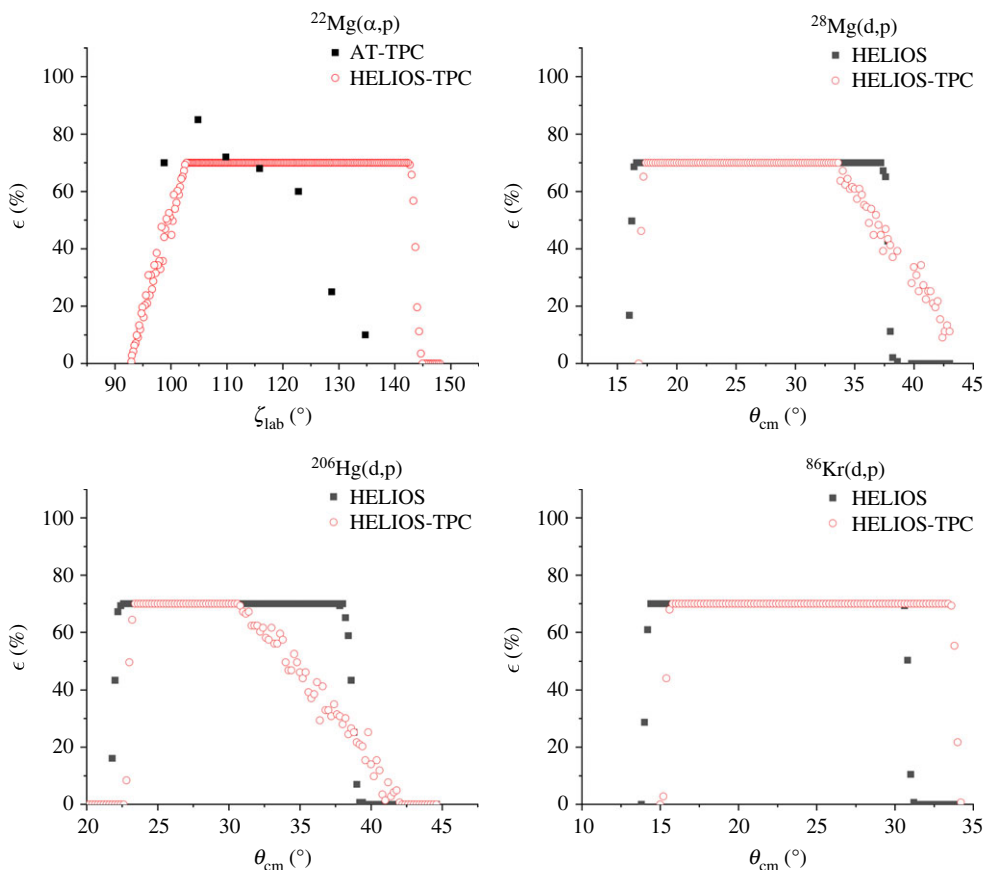 ²²Mg(α,p)
AT-TPC
HELIOS-TPC
100
80
60
40
20
0
ϵ (%)
90 100 110 120 130 140 150
ζlab (°)
²⁸Mg(d,p)
HELIOS
HELIOS-TPC
100
80
60
40
20
0
ϵ (%)
15 20 25 30 35 40 45
θcm (°)
²⁰⁶Hg(d,p)
HELIOS
HELIOS-TPC
100
80
60
40
20
0
ϵ (%)
20 25 30 35 40 45
θcm (°)
⁸⁶Kr(d,p)
HELIOS
HELIOS-TPC
100
80
60
40
20
0
ϵ (%)
10 15 20 25 30 35
θcm (°)